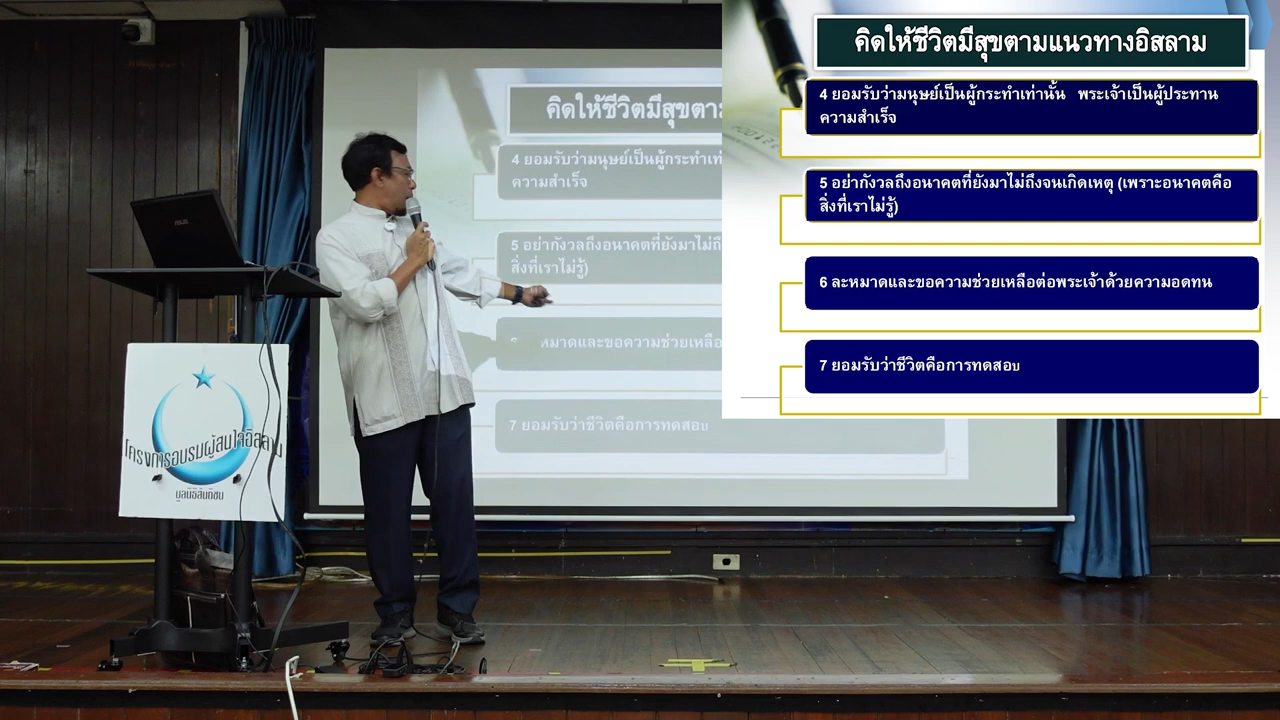 คิดให้ชีวิตมีสุขตามแนวทางอิสลาม
4 ยอมรับว่ามนุษย์เป็นผู้กระทำเท่านั้น พระเจ้าเป็นผู้ประทาน
ความสำเร็จ
5 อย่ากังวลถึงอนาคตที่ยังมาไม่ถึงจนเกิดเหตุ (เพราะอนาคตคือ
สิ่งที่เราไม่รู้)
6 ละหมาดและขอความช่วยเหลือต่อพระเจ้าด้วยความอดทน
7 ยอมรับว่าชีวิตคือการทดสอบ
คิดให้ชีวิตมีสุขตา
4 ยอมรับว่ามนุษย์เป็นผู้กระทำเท่
ความสำเร็จ
5 อย่ากังวลถึงอนาคตที่ยังมาไม่ถึ
สิ่งที่เราไม่รู้)
หมาดและขอความช่วยเหลือ
7 ยอมรับว่าชีวิตคือการทดสอบ
ASUS
โครงการอบรมผู้สนใจอิสลาม
มูลนิธิสันติชน